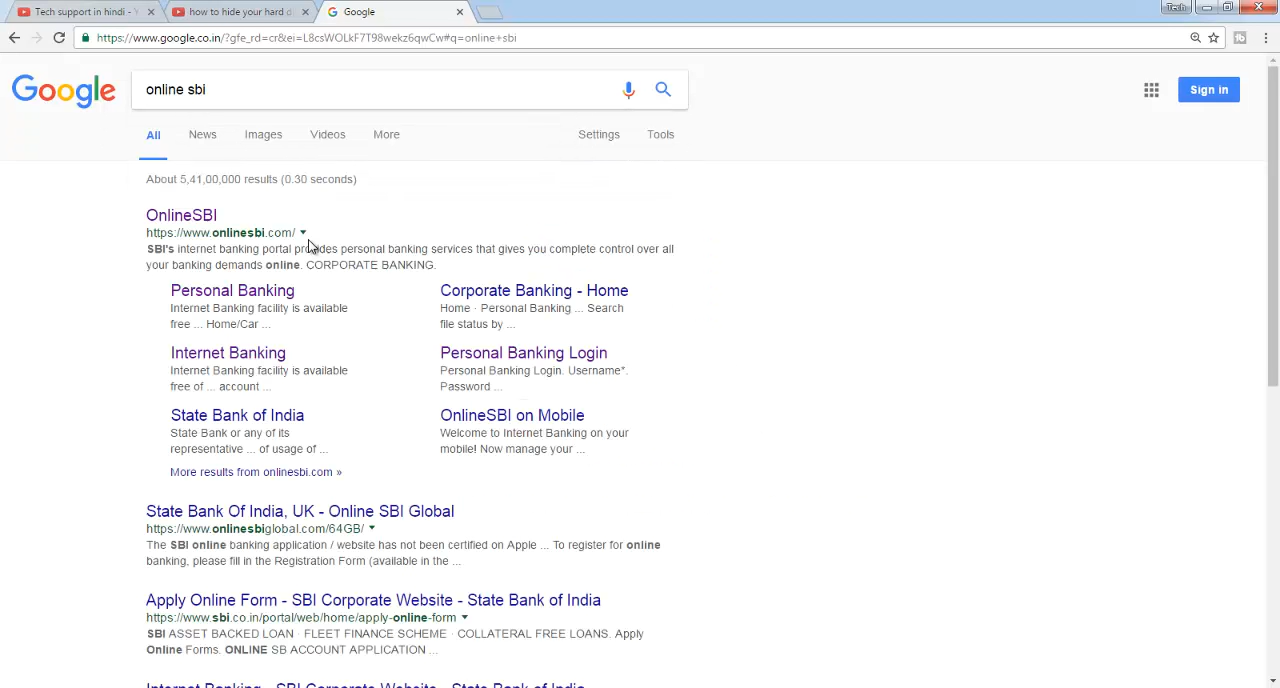 Tech support in hindi - Y
how to hide your hard d
Google
Tech
https://www.google.co.in/?gfe_rd=cr&ei=L8csWOLkF7T98wekz6qwCw#q=online+sbi
Google
online sbi
Sign in
All
News
Images
Videos
More
Settings
Tools
About 5,41,00,000 results (0.30 seconds)
OnlineSBI
https://www.onlinesbi.com/
SBI's internet banking portal provides personal banking services that gives you complete control over all
your banking demands online. CORPORATE BANKING.
Personal Banking
Internet Banking facility is available
free ... Home/Car ...
Corporate Banking - Home
Home · Personal Banking ... Search
file status by ...
Internet Banking
Internet Banking facility is available
free of ... account ...
Personal Banking Login
Personal Banking Login. Username*.
Password ...
State Bank of India
State Bank or any of its
representative ... of usage of ...
OnlineSBI on Mobile
Welcome to Internet Banking on your
mobile! Now manage your ...
More results from onlinesbi.com »
State Bank Of India, UK - Online SBI Global
https://www.onlinesbiglobal.com/64GB/
The SBI online banking application / website has not been certified on Apple ... To register for online
banking, please fill in the Registration Form (available in the ...
Apply Online Form - SBI Corporate Website - State Bank of India
https://www.sbi.co.in/portal/web/home/apply-online-form
SBI ASSET BACKED LOAN · FLEET FINANCE SCHEME · COLLATERAL FREE LOANS. Apply
Online Forms. ONLINE SB ACCOUNT APPLICATION ...
Internet Banking - SBI Corporate Website - State Bank of India